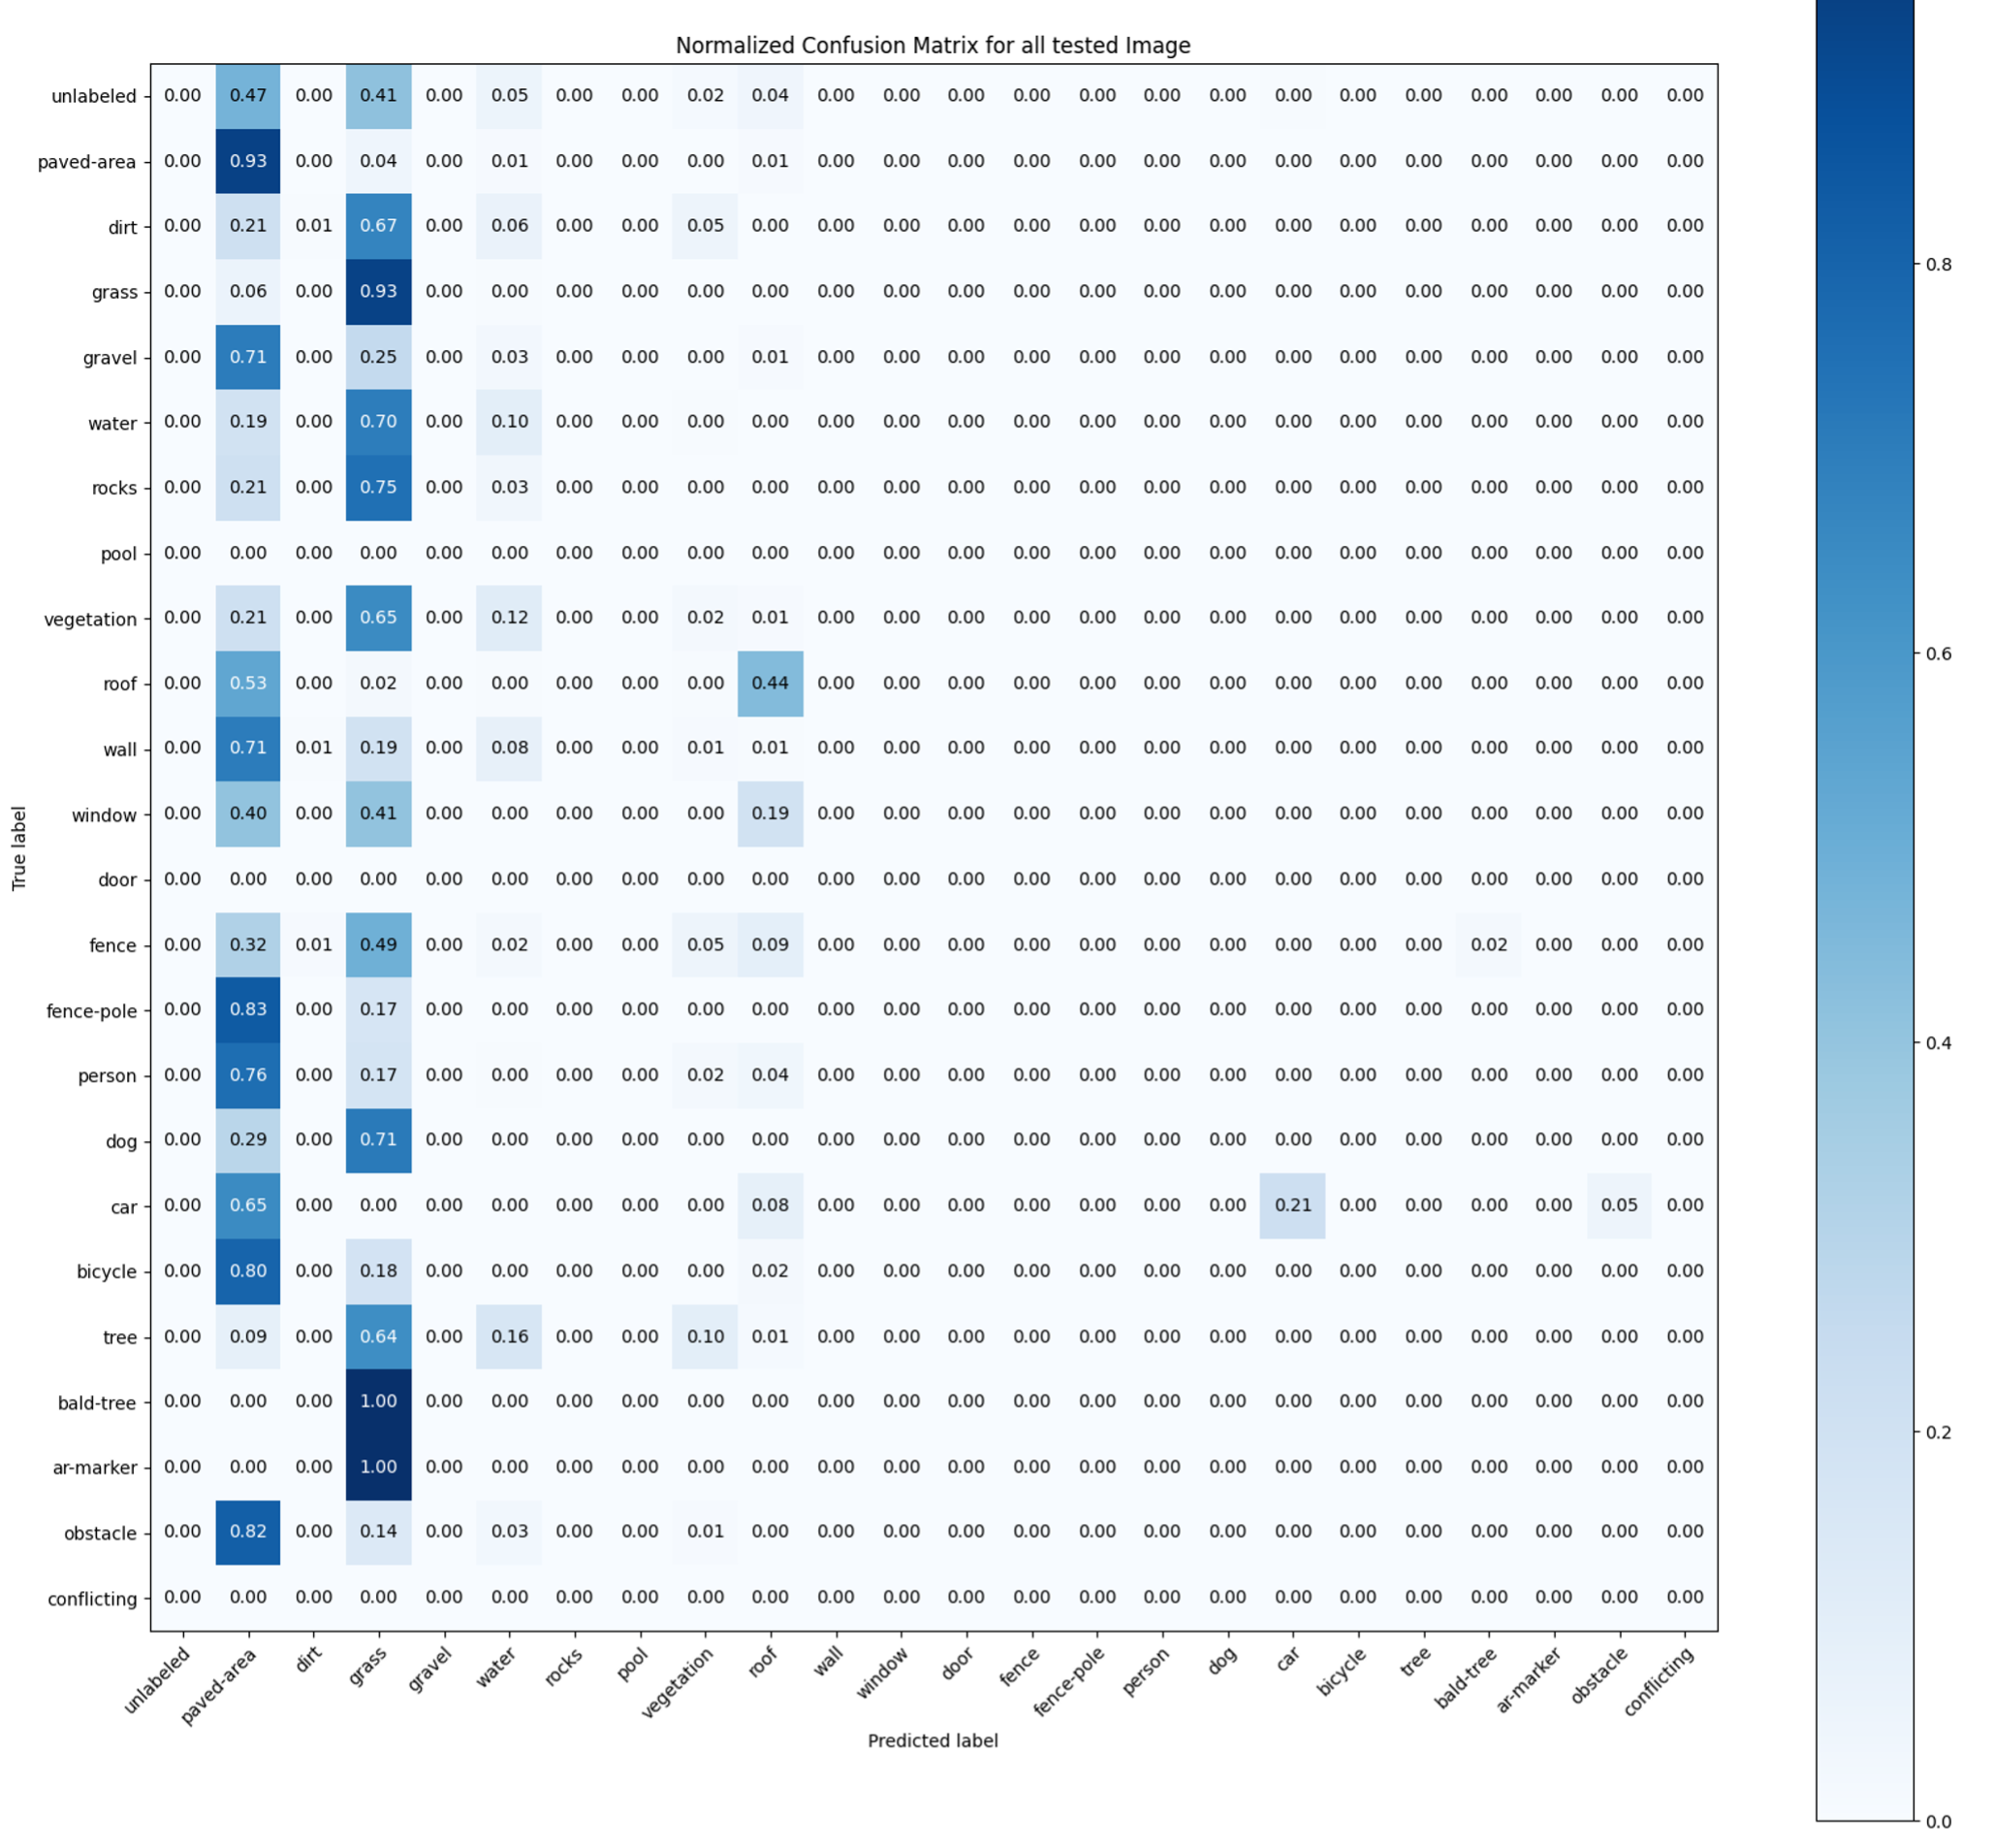 Normalized Confusion Matrix for all tested Image
unlabeled 0.00 0.47 0.00 0.41 0.00 0.05 0.00 0.00 0.02 0.04 0.00 0.00 0.00 0.00 0.00 0.00 0.00 0.00 0.00 0.00 0.00 0.00 0.00 0.00
paved-area 0.00 0.93 0.00 0.04 0.00 0.01 0.00 0.00 0.00 0.01 0.00 0.00 0.00 0.00 0.00 0.00 0.00 0.00 0.00 0.00 0.00 0.00 0.00 0.00
dirt 0.00 0.21 0.01 0.67 0.00 0.06 0.00 0.00 0.05 0.00 0.00 0.00 0.00 0.00 0.00 0.00 0.00 0.00 0.00 0.00 0.00 0.00 0.00 0.00
0.8
grass 0.00 0.06 0.00 0.93 0.00 0.00 0.00 0.00 0.00 0.00 0.00 0.00 0.00 0.00 0.00 0.00 0.00 0.00 0.00 0.00 0.00 0.00 0.00 0.00
gravel 0.00 0.71 0.00 0.25 0.00 0.03 0.00 0.00 0.00 0.01 0.00 0.00 0.00 0.00 0.00 0.00 0.00 0.00 0.00 0.00 0.00 0.00 0.00 0.00
water 0.00 0.19 0.00 0.70 0.00 0.10 0.00 0.00 0.00 0.00 0.00 0.00 0.00 0.00 0.00 0.00 0.00 0.00 0.00 0.00 0.00 0.00 0.00 0.00
rocks 0.00 0.21 0.00 0.75 0.00 0.03 0.00 0.00 0.00 0.00 0.00 0.00 0.00 0.00 0.00 0.00 0.00 0.00 0.00 0.00 0.00 0.00 0.00 0.00
pool 0.00 0.00 0.00 0.00 0.00 0.00 0.00 0.00 0.00 0.00 0.00 0.00 0.00 0.00 0.00 0.00 0.00 0.00 0.00 0.00 0.00 0.00 0.00 0.00
vegetation 0.00 0.21 0.00 0.65 0.00 0.12 0.00 0.00 0.02 0.01 0.00 0.00 0.00 0.00 0.00 0.00 0.00 0.00 0.00 0.00 0.00 0.00 0.00 0.00
0.6
roof 0.00 0.53 0.00 0.02 0.00 0.00 0.00 0.00 0.00 0.44 0.00 0.00 0.00 0.00 0.00 0.00 0.00 0.00 0.00 0.00 0.00 0.00 0.00 0.00
wall 0.00 0.71 0.01 0.19 0.00 0.08 0.00 0.00 0.01 0.01 0.00 0.00 0.00 0.00 0.00 0.00 0.00 0.00 0.00 0.00 0.00 0.00 0.00 0.00
window 0.00 0.40 0.00 0.41 0.00 0.00 0.00 0.00 0.00 0.19 0.00 0.00 0.00 0.00 0.00 0.00 0.00 0.00 0.00 0.00 0.00 0.00 0.00 0.00
True label
door 0.00 0.00 0.00 0.00 0.00 0.00 0.00 0.00 0.00 0.00 0.00 0.00 0.00 0.00 0.00 0.00 0.00 0.00 0.00 0.00 0.00 0.00 0.00 0.00
fence 0.00 0.32 0.01 0.49 0.00 0.02 0.00 0.00 0.05 0.09 0.00 0.00 0.00 0.00 0.00 0.00 0.00 0.00 0.00 0.00 0.02 0.00 0.00 0.00
fence-pole 0.00 0.83 0.00 0.17 0.00 0.00 0.00 0.00 0.00 0.00 0.00 0.00 0.00 0.00 0.00 0.00 0.00 0.00 0.00 0.00 0.00 0.00 0.00 0.00
0.4
person 0.00 0.76 0.00 0.17 0.00 0.00 0.00 0.00 0.02 0.04 0.00 0.00 0.00 0.00 0.00 0.00 0.00 0.00 0.00 0.00 0.00 0.00 0.00 0.00
dog 0.00 0.29 0.00 0.71 0.00 0.00 0.00 0.00 0.00 0.00 0.00 0.00 0.00 0.00 0.00 0.00 0.00 0.00 0.00 0.00 0.00 0.00 0.00 0.00
car 0.00 0.65 0.00 0.00 0.00 0.00 0.00 0.00 0.00 0.08 0.00 0.00 0.00 0.00 0.00 0.00 0.00 0.21 0.00 0.00 0.00 0.00 0.05 0.00
bicycle 0.00 0.80 0.00 0.18 0.00 0.00 0.00 0.00 0.00 0.02 0.00 0.00 0.00 0.00 0.00 0.00 0.00 0.00 0.00 0.00 0.00 0.00 0.00 0.00
tree 0.00 0.09 0.00 0.64 0.00 0.16 0.00 0.00 0.10 0.01 0.00 0.00 0.00 0.00 0.00 0.00 0.00 0.00 0.00 0.00 0.00 0.00 0.00 0.00
bald-tree 0.00 0.00 0.00 1.00 0.00 0.00 0.00 0.00 0.00 0.00 0.00 0.00 0.00 0.00 0.00 0.00 0.00 0.00 0.00 0.00 0.00 0.00 0.00 0.00
0.2
ar-marker 0.00 0.00 0.00 1.00 0.00 0.00 0.00 0.00 0.00 0.00 0.00 0.00 0.00 0.00 0.00 0.00 0.00 0.00 0.00 0.00 0.00 0.00 0.00 0.00
obstacle 0.00 0.82 0.00 0.14 0.00 0.03 0.00 0.00 0.01 0.00 0.00 0.00 0.00 0.00 0.00 0.00 0.00 0.00 0.00 0.00 0.00 0.00 0.00 0.00
conflicting 0.00 0.00 0.00 0.00 0.00 0.00 0.00 0.00 0.00 0.00 0.00 0.00 0.00 0.00 0.00 0.00 0.00 0.00 0.00 0.00 0.00 0.00 0.00 0.00
unlabeled paved-area dirt grass gravel water rocks pool vegetation roof wall window door fence fence-pole person dog car bicycle tree bald-tree ar-marker obstacle conflicting
Predicted label
0.0